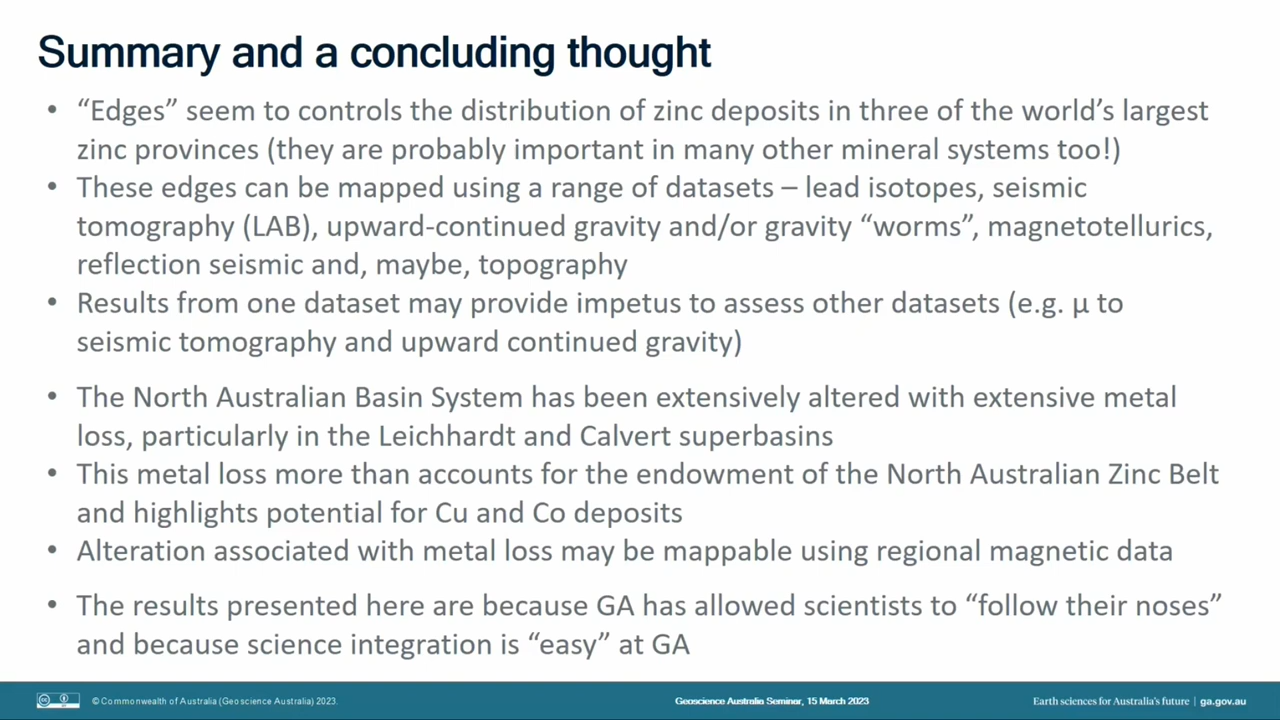 Summary and a concluding thought
• “Edges” seem to controls the distribution of zinc deposits in three of the world’s largest
zinc provinces (they are probably important in many other mineral systems too!)
• These edges can be mapped using a range of datasets – lead isotopes, seismic
tomography (LAB), upward-continued gravity and/or gravity “worms”, magnetotellurics,
reflection seismic and, maybe, topography
• Results from one dataset may provide impetus to assess other datasets (e.g. µ to
seismic tomography and upward continued gravity)
• The North Australian Basin System has been extensively altered with extensive metal
loss, particularly in the Leichhardt and Calvert superbasins
• This metal loss more than accounts for the endowment of the North Australian Zinc Belt
and highlights potential for Cu and Co deposits
• Alteration associated with metal loss may be mappable using regional magnetic data
• The results presented here are because GA has allowed scientists to “follow their noses”
and because science integration is “easy” at GA
© Commonwealth of Australia (Geoscience Australia) 2023.
Geoscience Australia Seminar, 15 March 2023
Earth sciences for Australia’s future | ga.gov.au